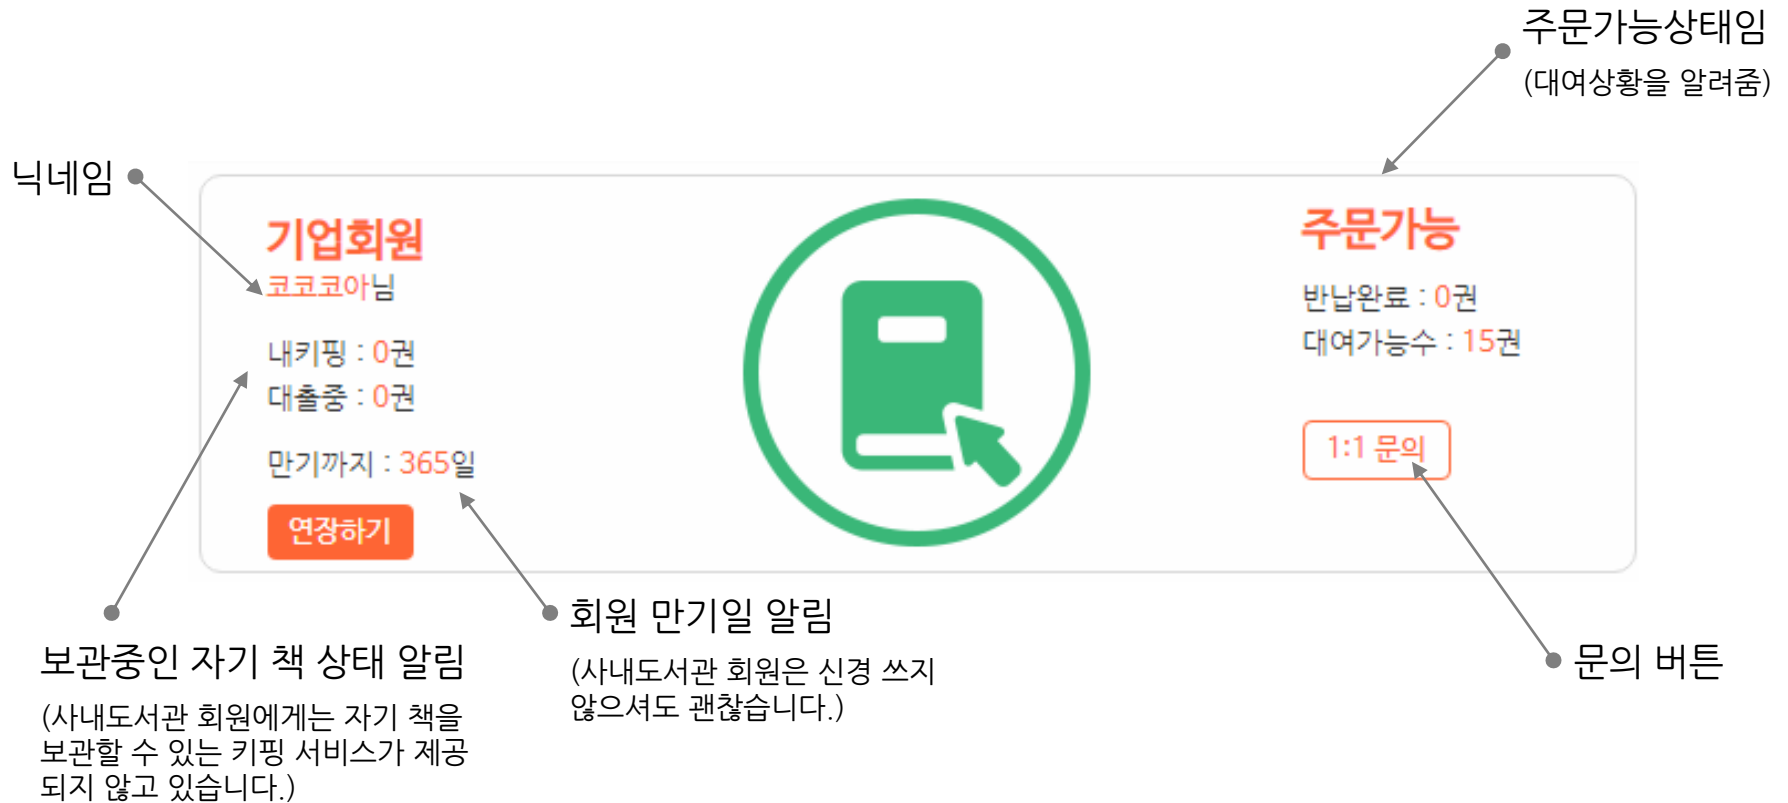 주문가능상태임
(대여상황을 알려줌)
닉네임
기업회원
코코코아님
내키핑 : 0권
대출중 : 0권
만기까지 : 365일
연장하기
주문가능
반납완료 : 0권
대여가능수 : 15권
1:1 문의
보관중인 자기 책 상태 알림
(사내도서관 회원에게는 자기 책을
보관할 수 있는 키핑 서비스가 제공
되지 않고 있습니다.)
회원 만기일 알림
(사내도서관 회원은 신경 쓰지
않으셔도 괜찮습니다.)
문의 버튼